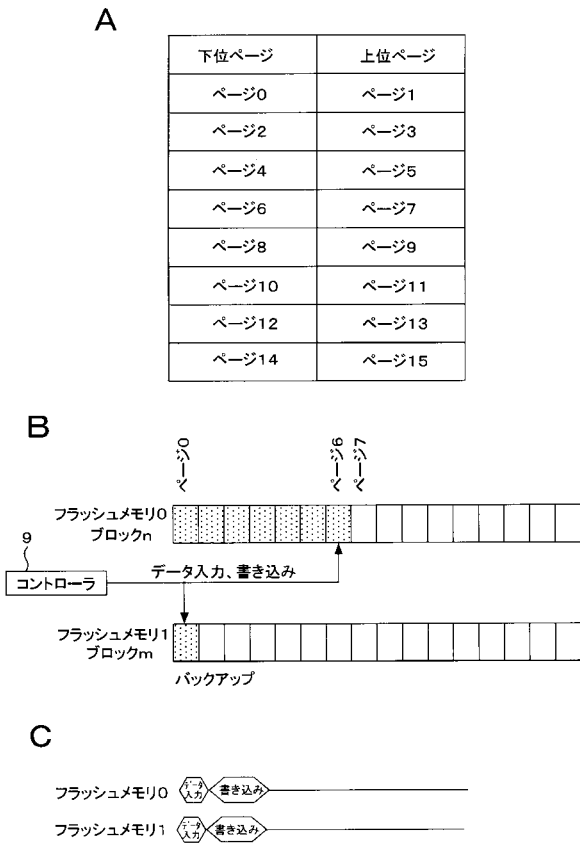 A
下位ページ 上位ページ
ページ0 ページ1
ページ2 ページ3
ページ4 ページ5
ページ6 ページ7
ページ8 ページ9
ページ10 ページ11
ページ12 ページ13
ページ14 ページ15
B
ページ0
ページ6
ページ7
フラッシュメモリ0
ブロックn
9
コントローラ
データ入力、書き込み
フラッシュメモリ1
ブロックm
バックアップ
C
フラッシュメモリ0 データ入力 書き込み
フラッシュメモリ1 データ入力 書き込み